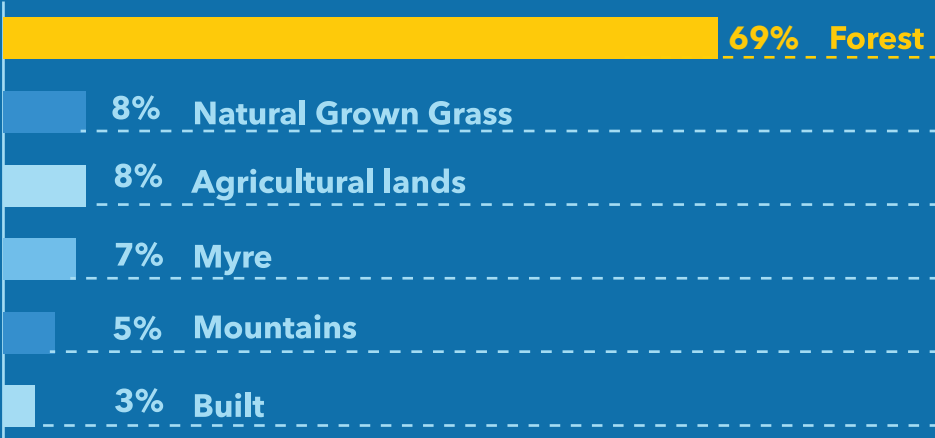 69% Forest
8% Natural Grown Grass
8% Agricultural lands
7% Myre
5% Mountains
3% Built